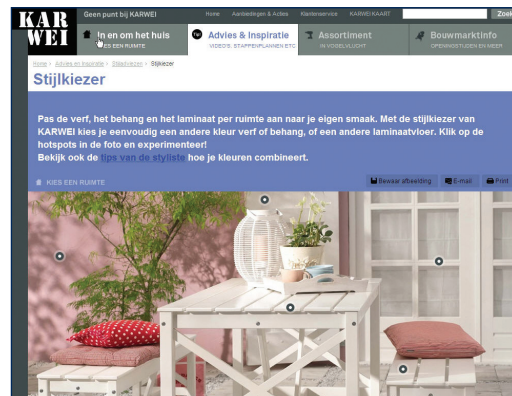 KAR
WEI
Geen punt bij KARWEI
Home Aanbiedingen & Acties Klantenservice KARWEI KAART Zoek
In en om het huis
KIES EEN RUIMTE
Tip
Advies & Inspiratie
VIDEO'S, STAPPENPLANNEN ETC
Assortiment
IN VOGELVLUCHT
Bouwmarktinfo
OPENINGSTIJDEN EN MEER
Home > Advies en Inspiratie > > Stijlkiezer
Stijlkiezer
Pas de verf, het behang en het laminaat per ruimte aan naar je eigen smaak. Met de stijlkiezer van
KARWEI kies je eenvoudig een andere kleur verf of behang, of een andere laminaatvloer. Klik op de
hotspots in de foto en experimenteer!
Bekijk ook de tips van de styliste hoe je kleuren combineert.
KIES EEN RUIMTE
Bewaar afbeelding E-mail Print